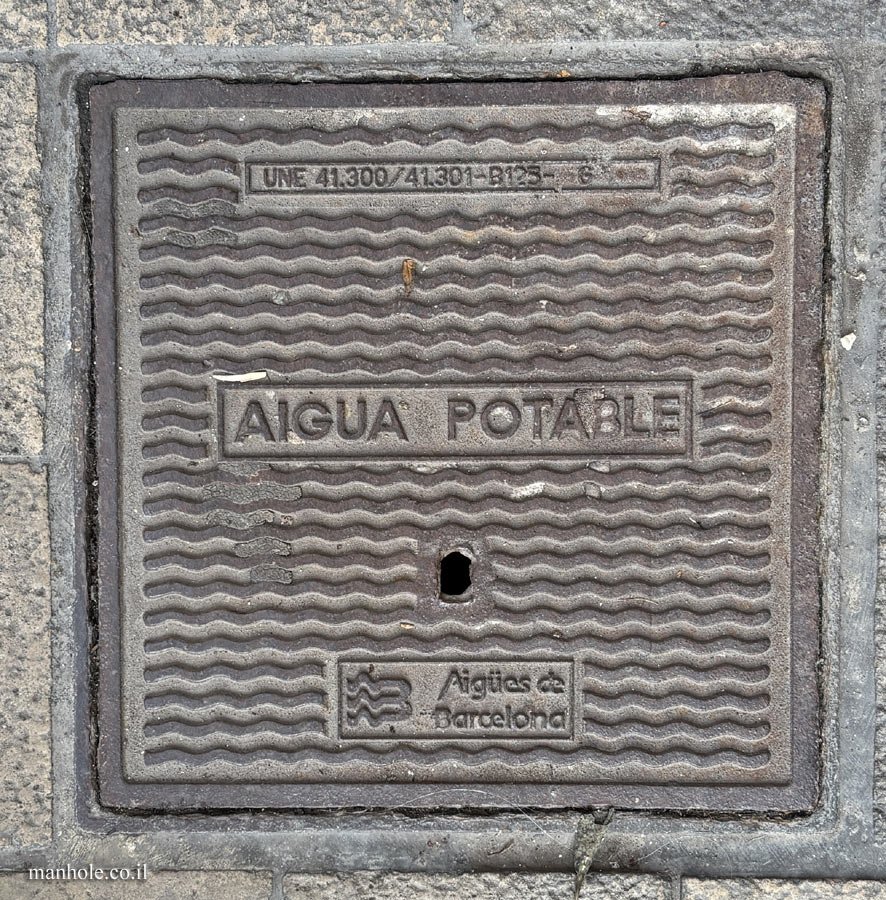 UNE 41.300/41.301-B125- G
AIGUA POTABLE
Aigües de
Barcelona
manhole.co.il